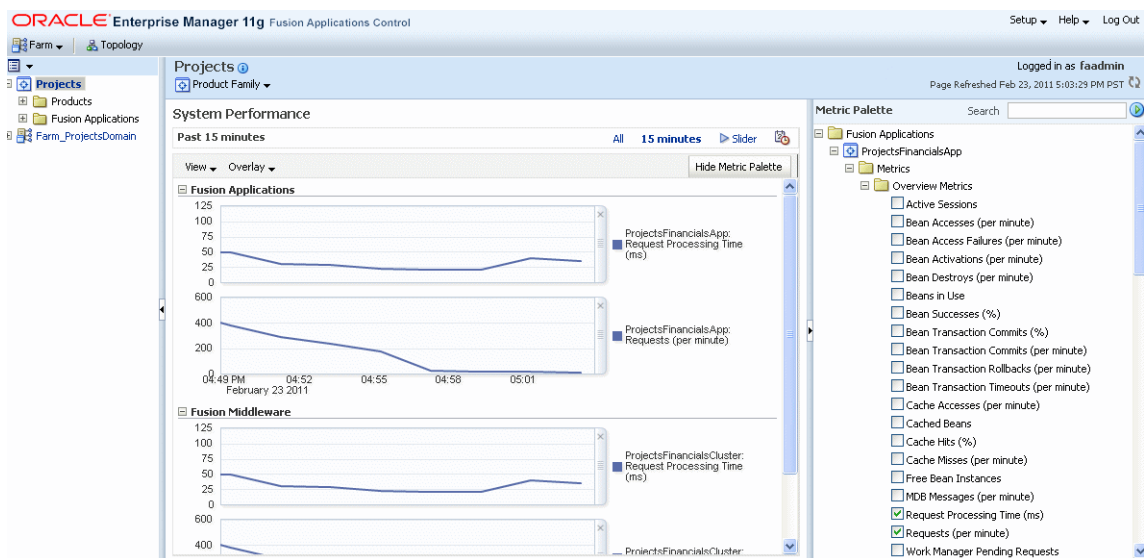 ORACLE Enterprise Manager 11g Fusion Applications Control
Setup Help Log Out
Farm Topology
Projects
Products
Fusion Applications
Farm_ProjectsDomain
Projects
Product Family
Logged in as faadmin
Page Refreshed Feb 23, 2011 5:03:29 PM PST
System Performance
Past 15 minutes
All 15 minutes Slider
View Overlay
Hide Metric Palette
Fusion Applications
125
100
75
50
25
0
ProjectsFinancialsApp:
Request Processing Time
(ms)
600
400
200
0
ProjectsFinancialsApp:
Requests (per minute)
04:49 PM 04:52 04:55 04:58 05:01
February 23 2011
Fusion Middleware
125
100
75
50
25
0
ProjectsFinancialsCluster:
Request Processing Time
(ms)
600
400
ProjectsFinancialsCluster:
Metric Palette Search
Fusion Applications
ProjectsFinancialsApp
Metrics
Overview Metrics
Active Sessions
Bean Accesses (per minute)
Bean Access Failures (per minute)
Bean Activations (per minute)
Bean Destroys (per minute)
Beans in Use
Bean Successes (%)
Bean Transaction Commits (%)
Bean Transaction Commits (per minute)
Bean Transaction Rollbacks (per minute)
Bean Transaction Timeouts (per minute)
Cache Accesses (per minute)
Cached Beans
Cache Hits (%)
Cache Misses (per minute)
Free Bean Instances
MDB Messages (per minute)
Request Processing Time (ms)
Requests (per minute)
Work Manager Pending Requests